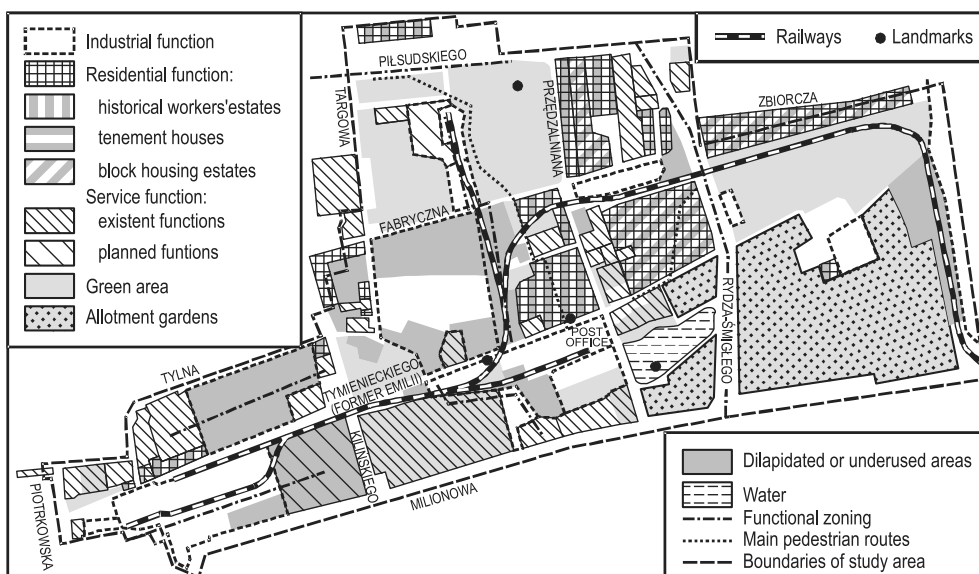 Industrial function
Residential function:
historical workers'estates
tenement houses
block housing estates
Service function:
existent functions
planned funtions
Green area
Allotment gardens
Railways
Landmarks
PIŁSUDSKIEGO
TARGOWA
PRZĘDZALNIANA
ZBIORCZA
FABRYCZNA
RYDZA-ŚMIGŁEGO
POST
OFFICE
TYMIENIECKIEGO
(FORMER EMILII)
TYLNA
KILIŃSKIEGO
MILIONOWA
PIOTRKOWSKA
Dilapidated or underused areas
Water
Functional zoning
Main pedestrian routes
Boundaries of study area